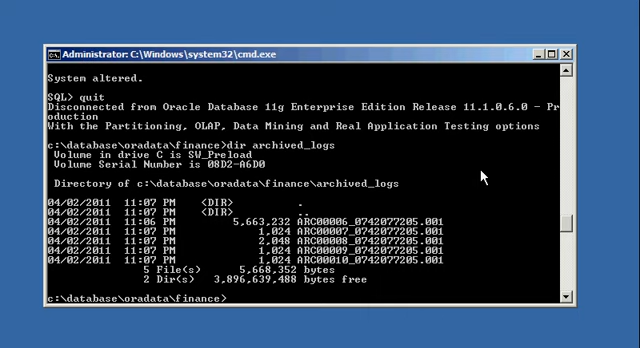 Administrator: C:\Windows\system32\cmd.exe
System altered.
SQL> quit
Disconnected from Oracle Database 11g Enterprise Edition Release 11.1.0.6.0 - Pr
oduction
With the Partitioning, OLAP, Data Mining and Real Application Testing options
c:\database\oradata\finance>dir archived_logs
Volume in drive C is SW_Preload
Volume Serial Number is 08D2-A6D0
Directory of c:\database\oradata\finance\archived_logs
04/02/2011 11:07 PM <DIR> .
04/02/2011 11:07 PM <DIR> ..
04/02/2011 11:06 PM 5,663,232 ARC00006_0742077205.001
04/02/2011 11:07 PM 1,024 ARC00007_0742077205.001
04/02/2011 11:07 PM 2,048 ARC00008_0742077205.001
04/02/2011 11:07 PM 1,024 ARC00009_0742077205.001
04/02/2011 11:07 PM 1,024 ARC00010_0742077205.001
5 File(s) 5,668,352 bytes
2 Dir(s) 3,896,639,488 bytes free
c:\database\oradata\finance>